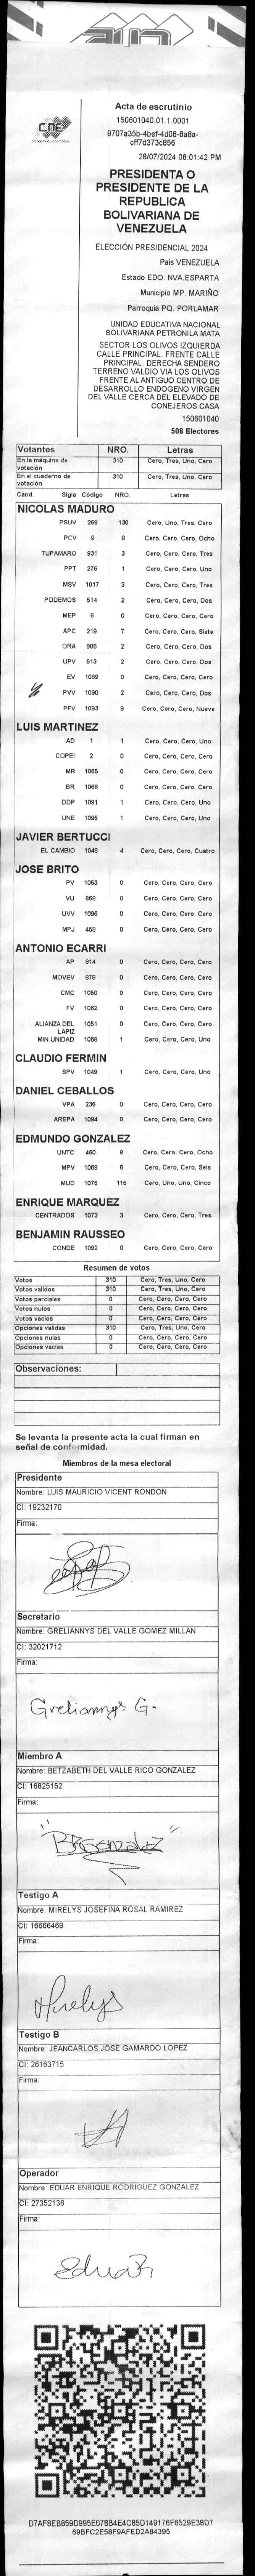 CNE
Acta de escrutinio
150601040.01.1.0001
9707a35b-4bef-4d08-8a8a-
cff7d373c856
28/07/2024 08:01:42 PM
PRESIDENTA O
PRESIDENTE DE LA
REPUBLICA
BOLIVARIANA DE
VENEZUELA
ELECCIÓN PRESIDENCIAL 2024
Pais VENEZUELA
Estado EDO. NVA.ESPARTA
Municipio MP. MARIÑO
Parroquia PQ. PORLAMAR
UNIDAD EDUCATIVA NACIONAL
BOLIVARIANA PETRONILA MATA
SECTOR LOS OLIVOS IZQUIERDA
CALLE PRINCIPAL. FRENTE CALLE
PRINCIPAL. DERECHA SENDERO
TERRENO VALDIO VIA LOS OLIVOS
FRENTE AL ANTIGUO CENTRO DE
DESARROLLO ENDOGENO VIRGEN
DEL VALLE CERCA DEL ELEVADO DE
CONEJEROS CASA
150601040
508 Electores
Votantes NRO. Letras
En la máquina de votación 310 Cero, Tres, Uno, Cero
En el cuaderno de votación 310 Cero, Tres, Uno, Cero
Cand. Sigla Código NRO. Letras
NICOLAS MADURO
PSUV 269 130 Cero, Uno, Tres, Cero
PCV 9 8 Cero, Cero, Cero, Ocho
TUPAMARO 931 3 Cero, Cero, Cero, Tres
PPT 276 1 Cero, Cero, Cero, Uno
MSV 1017 3 Cero, Cero, Cero, Tres
PODEMOS 514 2 Cero, Cero, Cero, Dos
MEP 6 0 Cero, Cero, Cero, Cero
APC 219 7 Cero, Cero, Cero, Siete
ORA 906 2 Cero, Cero, Cero, Dos
UPV 513 2 Cero, Cero, Cero, Dos
EV 1089 0 Cero, Cero, Cero, Cero
PVV 1090 2 Cero, Cero, Cero, Dos
PFV 1093 9 Cero, Cero, Cero, Nueve
LUIS MARTINEZ
AD 1 1 Cero, Cero, Cero, Uno
COPEI 2 0 Cero, Cero, Cero, Cero
MR 1065 0 Cero, Cero, Cero, Cero
BR 1066 0 Cero, Cero, Cero, Cero
DDP 1091 1 Cero, Cero, Cero, Uno
UNE 1095 1 Cero, Cero, Cero, Uno
JAVIER BERTUCCI
EL CAMBIO 1048 4 Cero, Cero, Cero, Cuatro
JOSE BRITO
PV 1053 0 Cero, Cero, Cero, Cero
VU 868 0 Cero, Cero, Cero, Cero
UVV 1096 0 Cero, Cero, Cero, Cero
MPJ 458 0 Cero, Cero, Cero, Cero
ANTONIO ECARRI
AP 914 0 Cero, Cero, Cero, Cero
MOVEV 878 0 Cero, Cero, Cero, Cero
CMC 1050 0 Cero, Cero, Cero, Cero
FV 1062 0 Cero, Cero, Cero, Cero
ALIANZA DEL LAPIZ 1051 0 Cero, Cero, Cero, Cero
MIN UNIDAD 1068 1 Cero, Cero, Cero, Uno
CLAUDIO FERMIN
SPV 1049 1 Cero, Cero, Cero, Uno
DANIEL CEBALLOS
VPA 236 0 Cero, Cero, Cero, Cero
AREPA 1094 0 Cero, Cero, Cero, Cero
EDMUNDO GONZALEZ
UNTC 460 8 Cero, Cero, Cero, Ocho
MPV 1069 6 Cero, Cero, Cero, Seis
MUD 1075 115 Cero, Uno, Uno, Cinco
ENRIQUE MARQUEZ
CENTRADOS 1073 3 Cero, Cero, Cero, Tres
BENJAMIN RAUSSEO
CONDE 1092 0 Cero, Cero, Cero, Cero
Resumen de votos
Votos 310 Cero, Tres, Uno, Cero
Votos validos 310 Cero, Tres, Uno, Cero
Votos parciales 0 Cero, Cero, Cero, Cero
Votos nulos 0 Cero, Cero, Cero, Cero
Votos vacios 0 Cero, Cero, Cero, Cero
Opciones validas 310 Cero, Tres, Uno, Cero
Opciones nulas 0 Cero, Cero, Cero, Cero
Opciones vacias 0 Cero, Cero, Cero, Cero
Observaciones:
Se levanta la presente acta la cual firman en
señal de conformidad.
Miembros de la mesa electoral
Presidente
Nombre: LUIS MAURICIO VICENT RONDON
CI: 19232170
Firma:
Secretario
Nombre: GRELIANNYS DEL VALLE GOMEZ MILLAN
CI: 32021712
Firma:
Greliannys G.
Miembro A
Nombre: BETZABETH DEL VALLE RICO GONZALEZ
CI: 16825152
Firma:
Testigo A
Nombre: MIRELYS JOSEFINA ROSAL RAMIREZ
CI: 16666469
Firma:
Mirelys
Testigo B
Nombre: JEANCARLOS JOSE GAMARDO LOPEZ
CI: 26163715
Firma:
Operador
Nombre: EDUAR ENRIQUE RODRIGUEZ GONZALEZ
CI: 27352136
Firma:
D7AF8EB859D995E076B4E4C85D149176F6529E38D7
69BFC2E58F9AFED2A84395